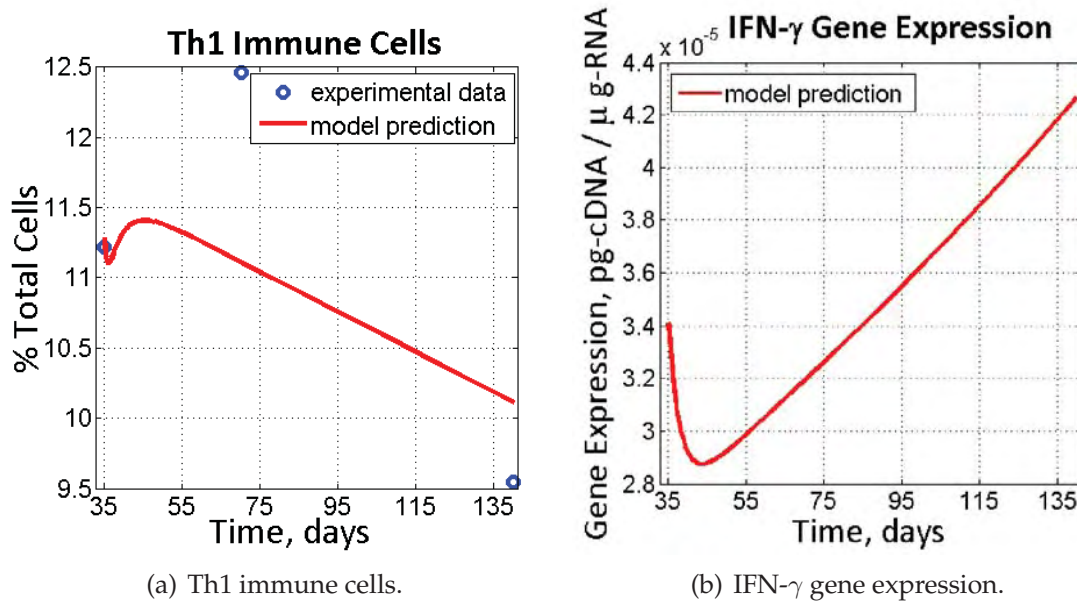 Th1 Immune Cells
12.5
12
11.5
11
10.5
10
9.5
% Total Cells
experimental data
model prediction
35 55 75 95 115 135
Time, days
(a) Th1 immune cells.
x 10⁻⁵ IFN-γ Gene Expression
4.4
4.2
4
3.8
3.6
3.4
3.2
3
2.8
Gene Expression, pg-cDNA / μ g-RNA
model prediction
35 55 75 95 115 135
Time, days
(b) IFN-γ gene expression.